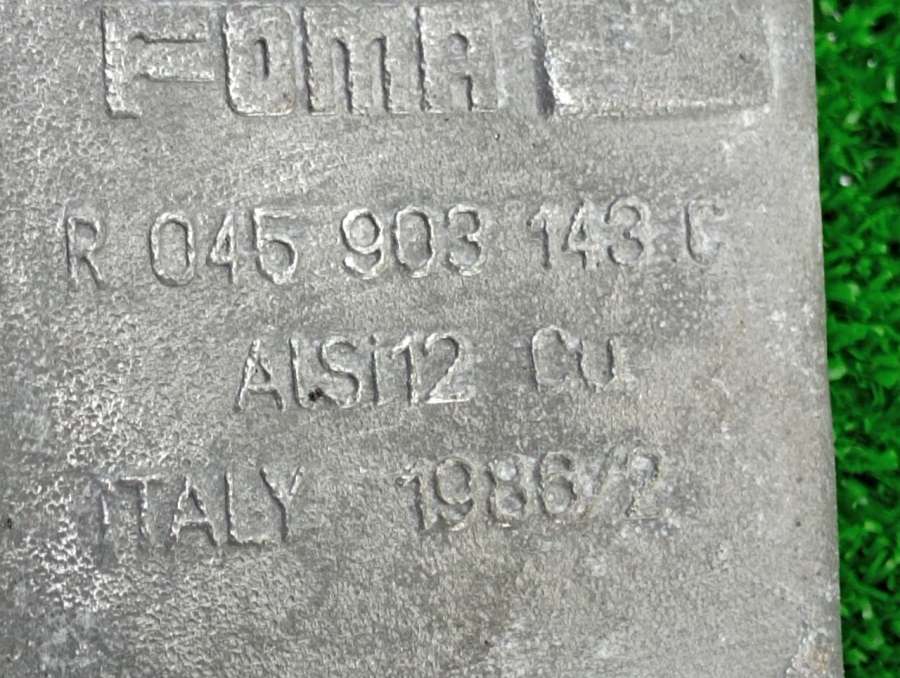 FOMA
R 045 903 143 C
AlSi12 Cu
ITALY 1986/2